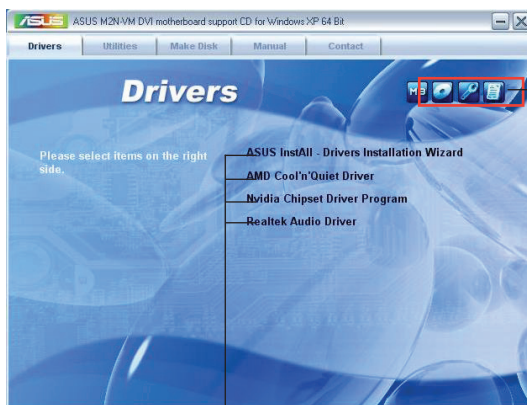 ASUS ASUS M2N-VM DVI motherboard support CD for Windows XP 64 Bit
Drivers Utilities Make Disk Manual Contact
Drivers
MB
Please select items on the right
side.
ASUS InstAll - Drivers Installation Wizard
AMD Cool'n'Quiet Driver
Nvidia Chipset Driver Program
Realtek Audio Driver